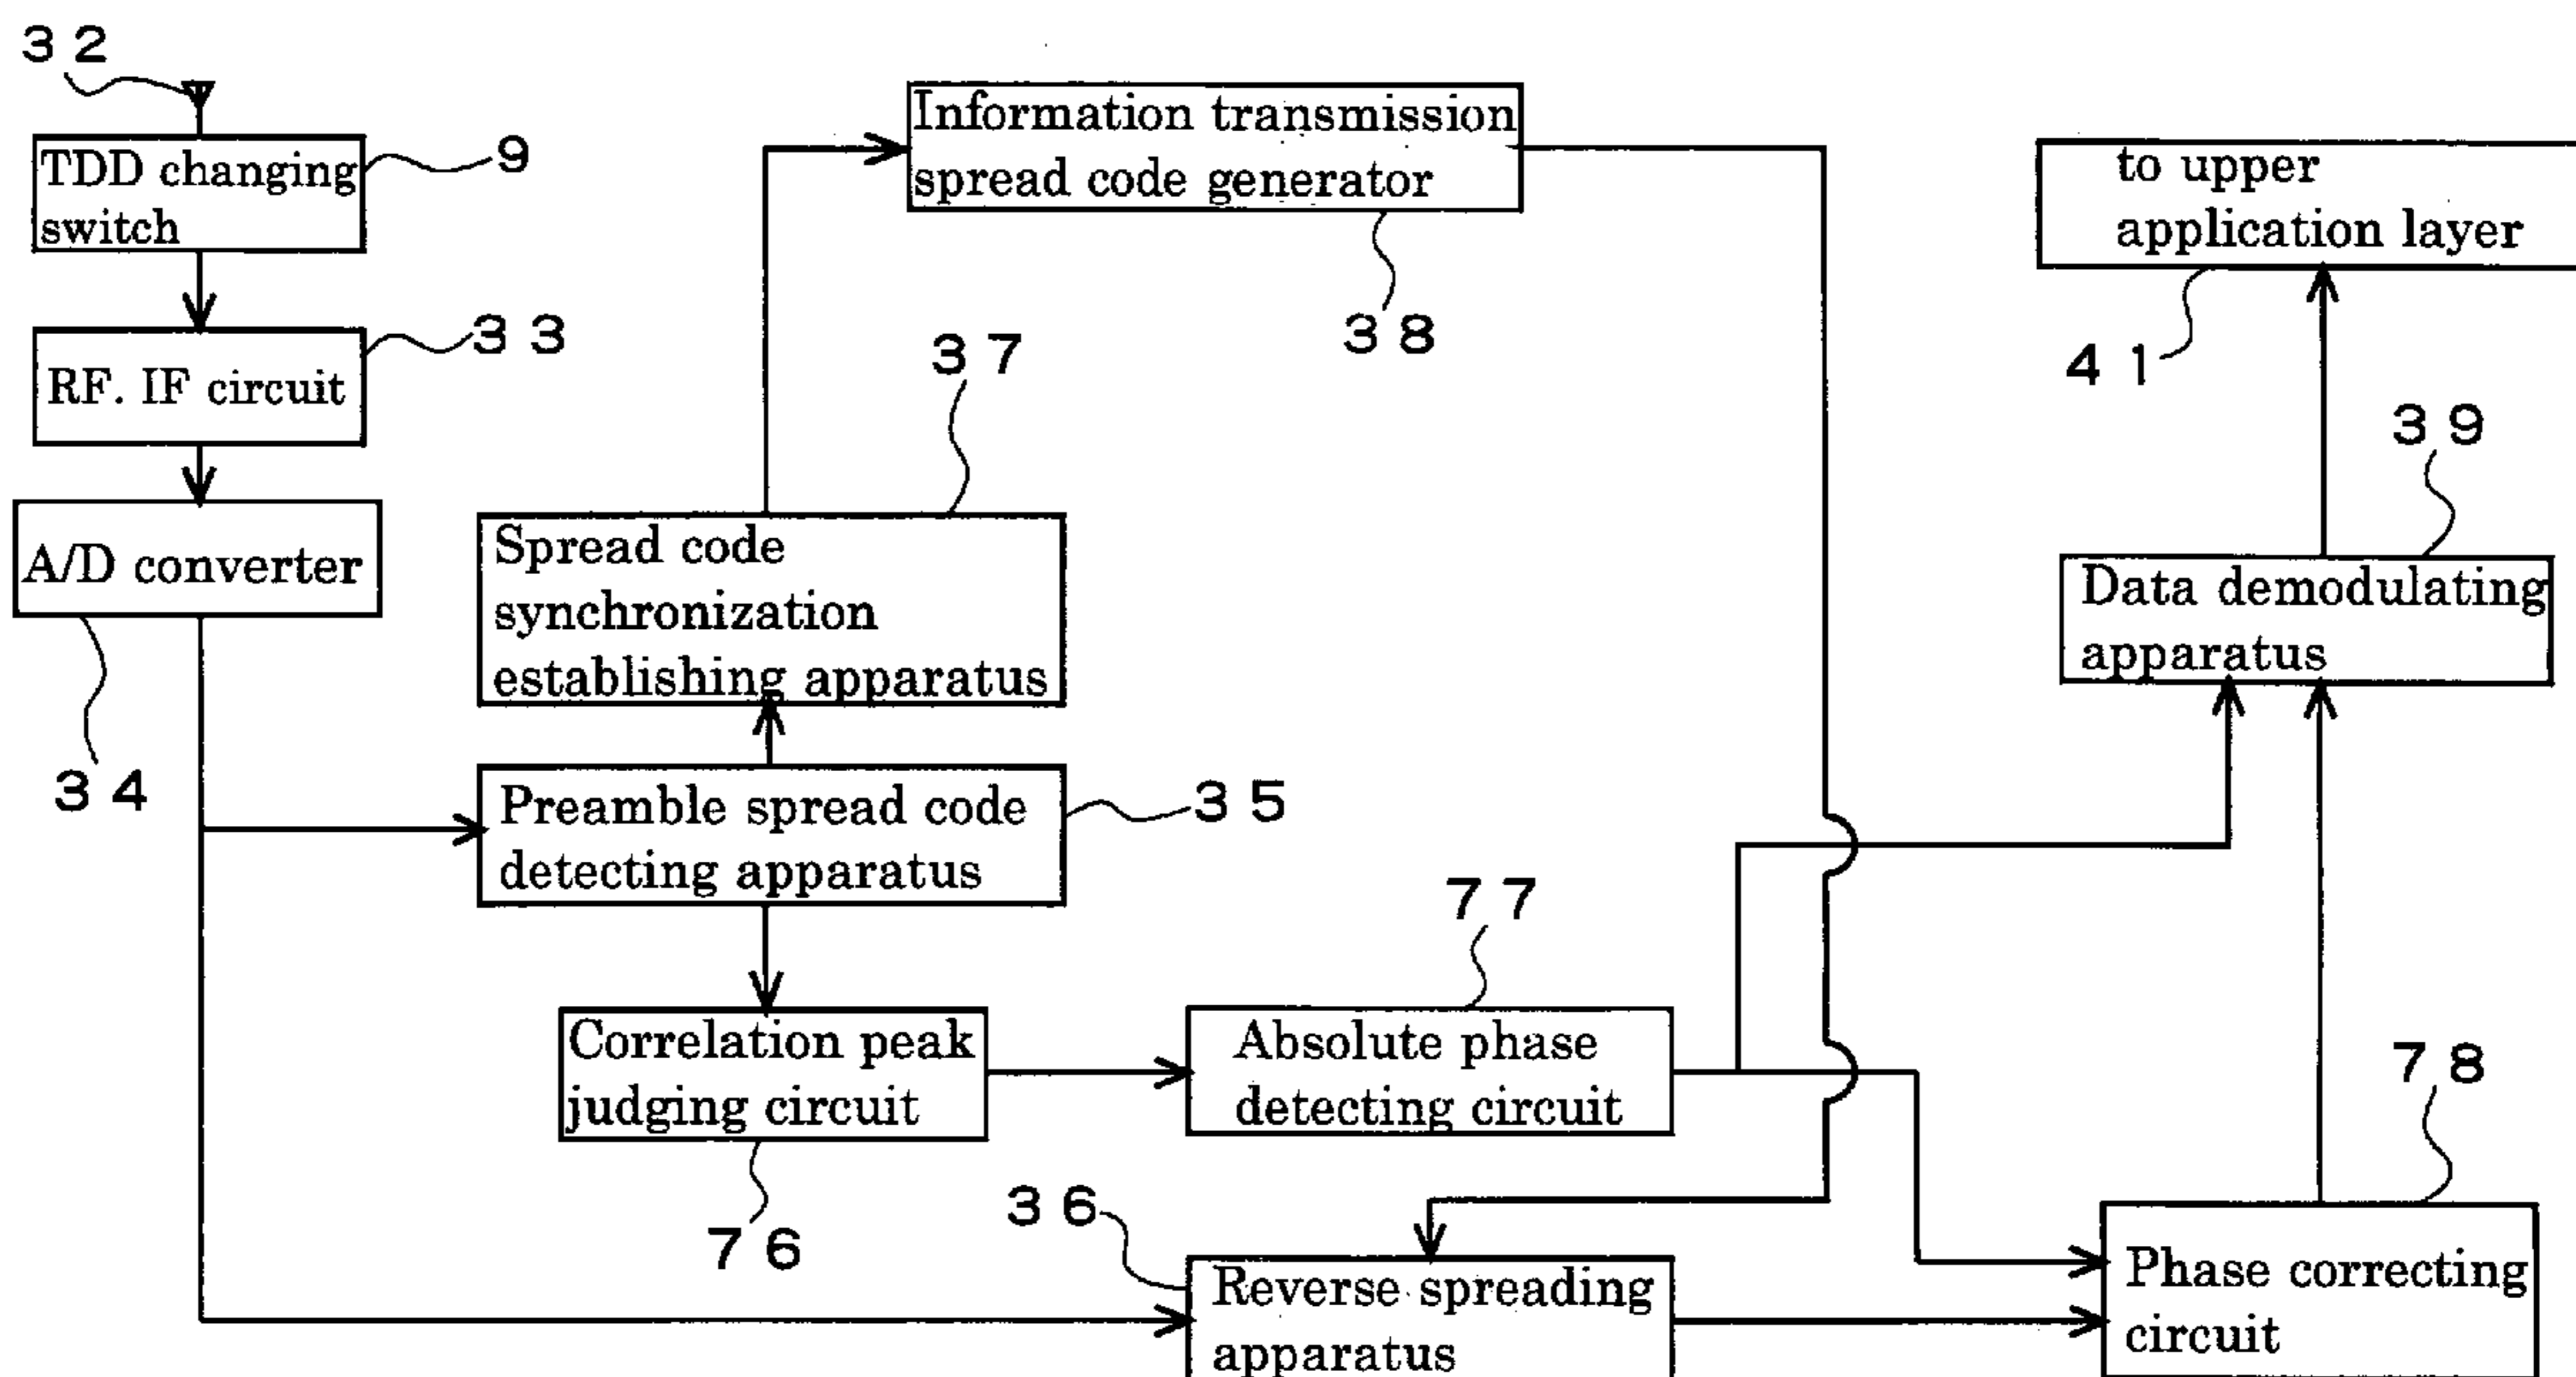 32
TDD changing
switch
9
RF. IF circuit
33
A/D converter
34
Information transmission
spread code generator
38
Spread code
synchronization
establishing apparatus
37
Preamble spread code
detecting apparatus
35
Correlation peak
judging circuit
76
Absolute phase
detecting circuit
77
Reverse spreading
apparatus
36
Phase correcting
circuit
78
Data demodulating
apparatus
39
to upper
application layer
41